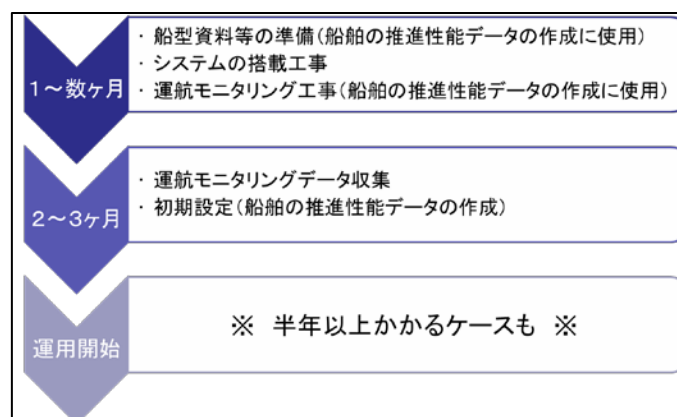 1～数ヶ月
・ 船型資料等の準備(船舶の推進性能データの作成に使用)
・ システムの搭載工事
・ 運航モニタリング工事(船舶の推進性能データの作成に使用)
2～3ヶ月
・ 運航モニタリングデータ収集
・ 初期設定(船舶の推進性能データの作成)
運用開始
※ 半年以上かかるケースも ※